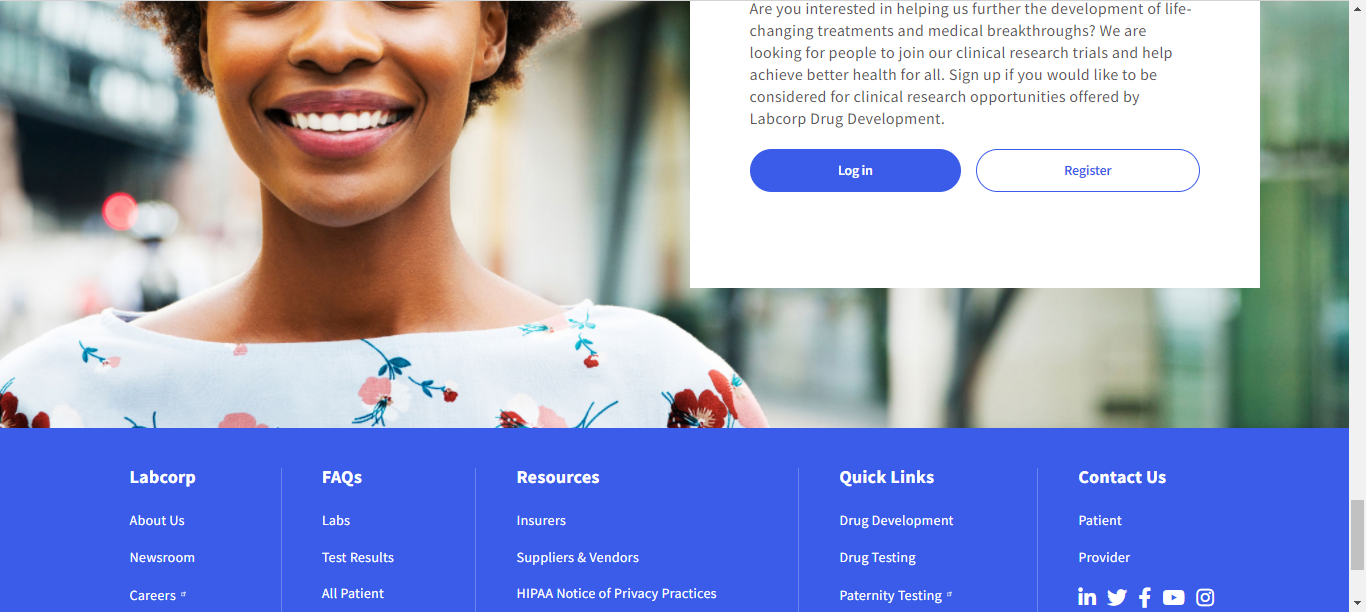 Are you interested in helping us further the development of life-
changing treatments and medical breakthroughs? We are
looking for people to join our clinical research trials and help
achieve better health for all. Sign up if you would like to be
considered for clinical research opportunities offered by
Labcorp Drug Development.
Log in
Register
Labcorp
About Us
Newsroom
Careers
FAQs
Labs
Test Results
All Patient
Resources
Insurers
Suppliers & Vendors
HIPAA Notice of Privacy Practices
Quick Links
Drug Development
Drug Testing
Paternity Testing
Contact Us
Patient
Provider